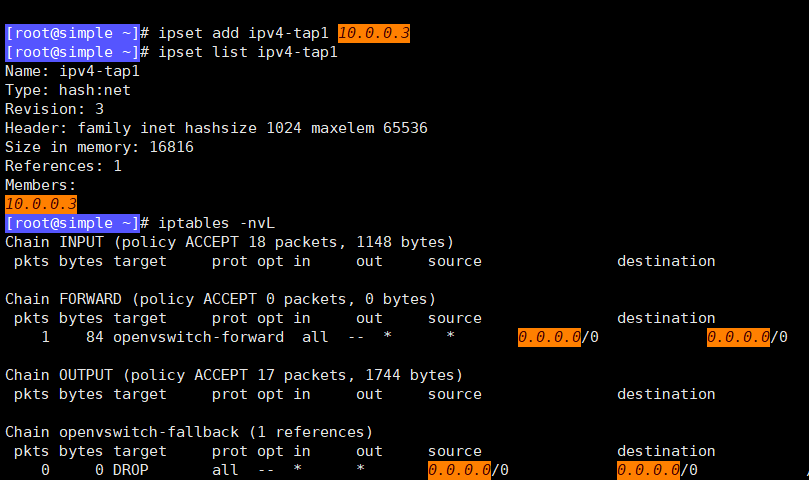 [root@simple ~]# ipset add ipv4-tap1 10.0.0.3
[root@simple ~]# ipset list ipv4-tap1
Name: ipv4-tap1
Type: hash:net
Revision: 3
Header: family inet hashsize 1024 maxelem 65536
Size in memory: 16816
References: 1
Members:
10.0.0.3
[root@simple ~]# iptables -nvL
Chain INPUT (policy ACCEPT 18 packets, 1148 bytes)
 pkts bytes target     prot opt in     out     source               destination

Chain FORWARD (policy ACCEPT 0 packets, 0 bytes)
 pkts bytes target     prot opt in     out     source               destination
    1    84 openvswitch-forward  all  --  *      *       0.0.0.0/0            0.0.0.0/0

Chain OUTPUT (policy ACCEPT 17 packets, 1744 bytes)
 pkts bytes target     prot opt in     out     source               destination

Chain openvswitch-fallback (1 references)
 pkts bytes target     prot opt in     out     source               destination
    0     0 DROP       all  --  *      *       0.0.0.0/0            0.0.0.0/0